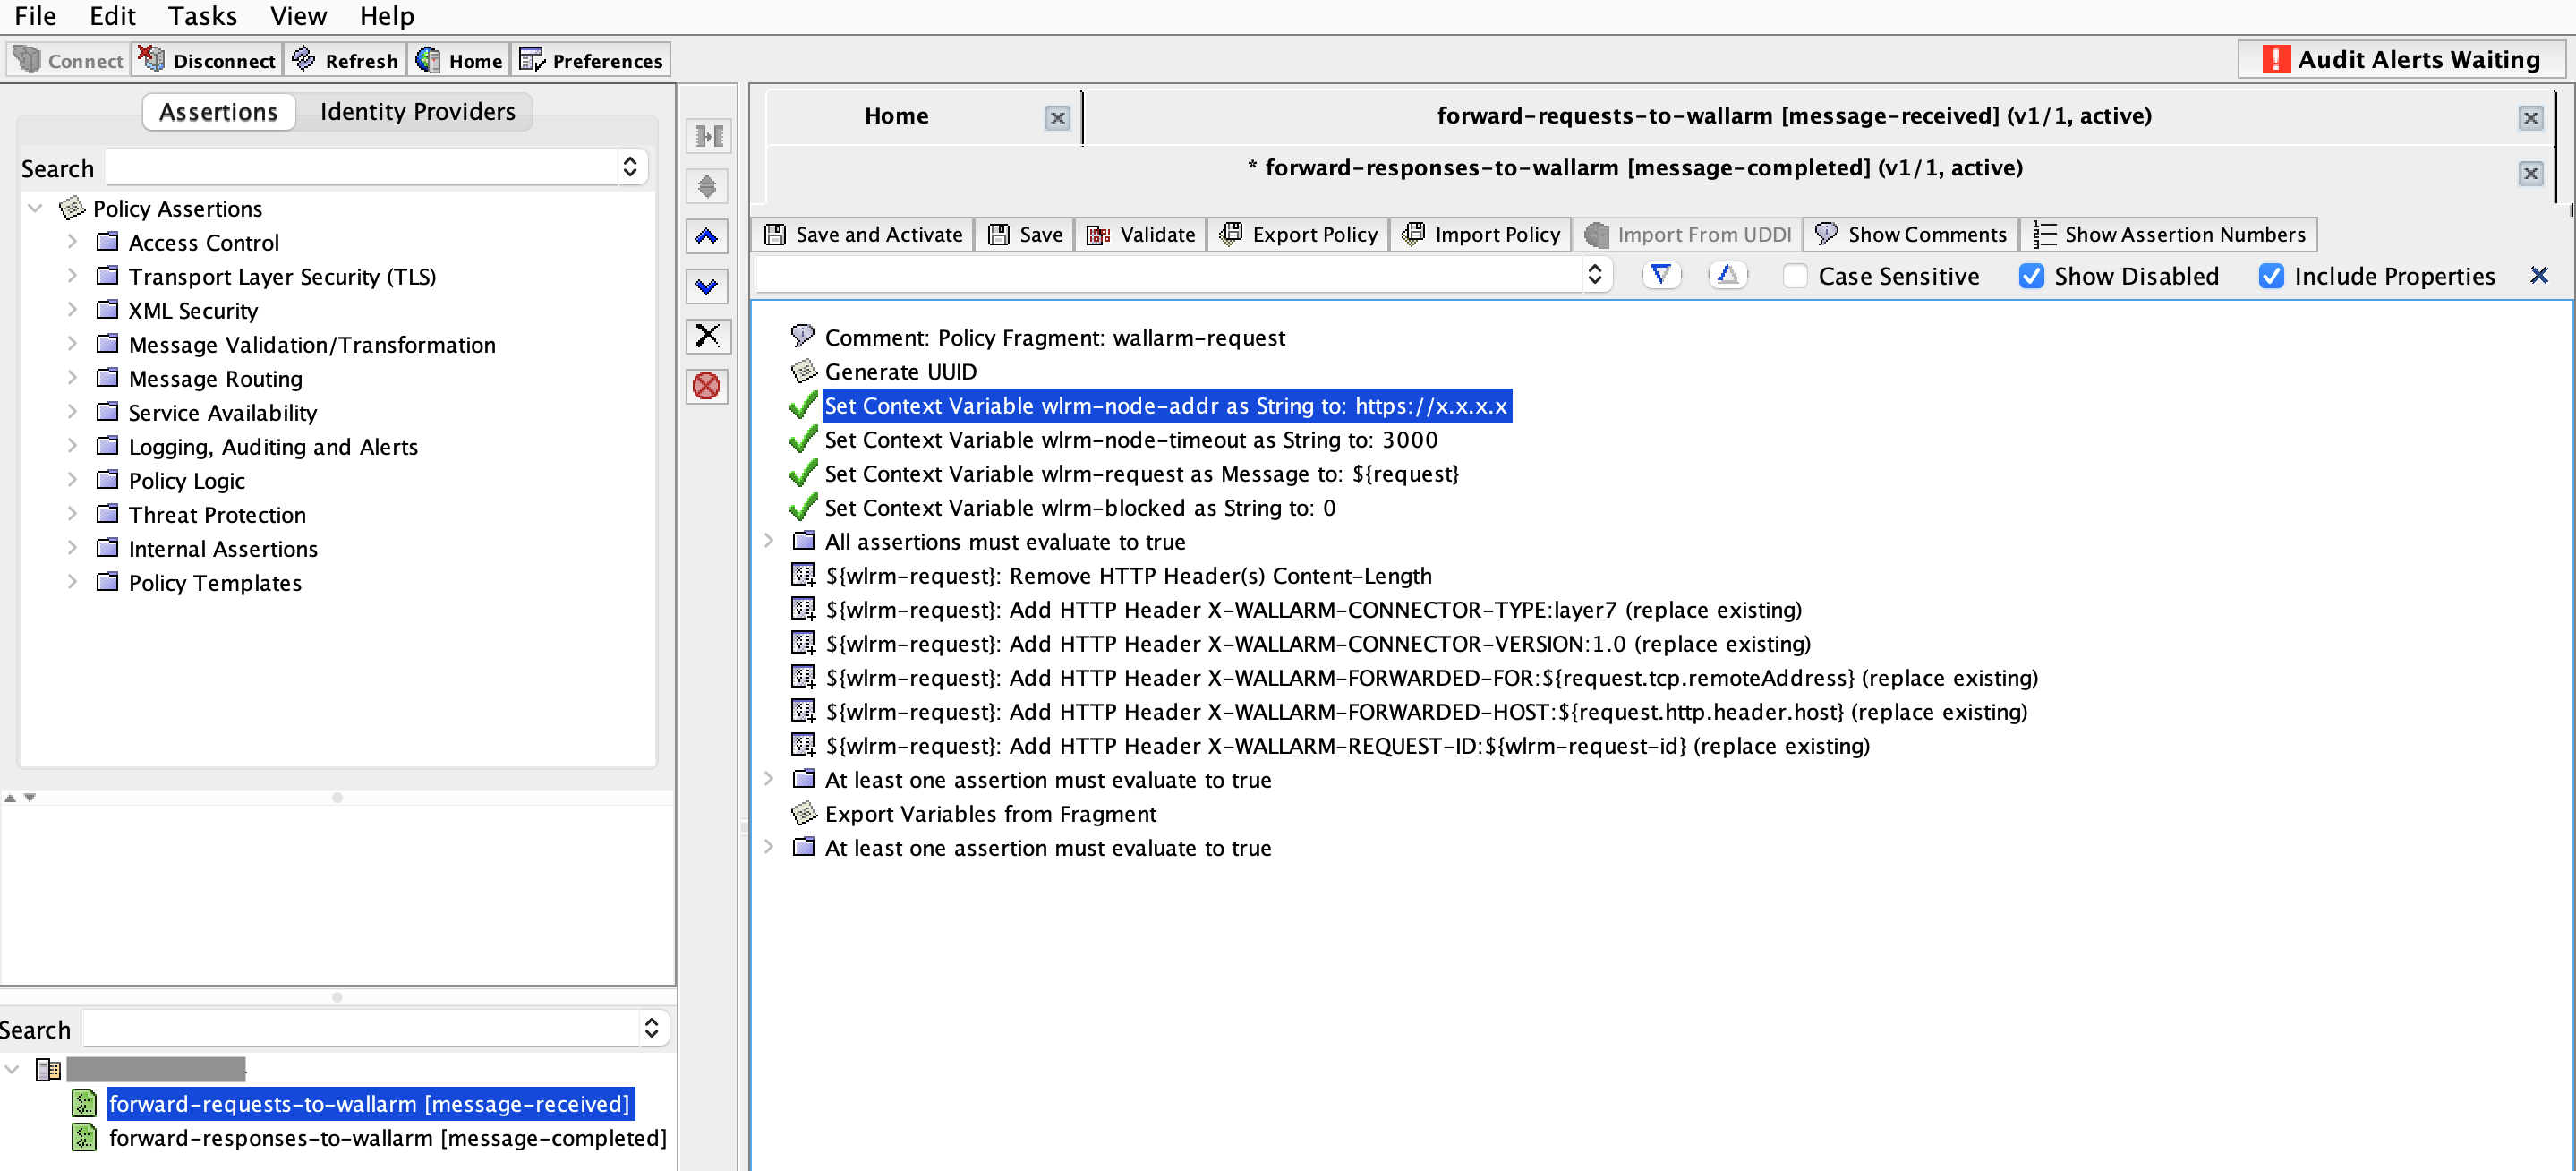 File Edit Tasks View Help
Connect Disconnect Refresh Home Preferences Audit Alerts Waiting
Assertions Identity Providers
Search
Policy Assertions
Access Control
Transport Layer Security (TLS)
XML Security
Message Validation/Transformation
Message Routing
Service Availability
Logging, Auditing and Alerts
Policy Logic
Threat Protection
Internal Assertions
Policy Templates
Search
forward-requests-to-wallarm [message-received]
forward-responses-to-wallarm [message-completed]
Home forward-requests-to-wallarm [message-received] (v1/1, active)
* forward-responses-to-wallarm [message-completed] (v1/1, active)
Save and Activate Save Validate Export Policy Import Policy Import From UDDI Show Comments Show Assertion Numbers
Case Sensitive Show Disabled Include Properties
Comment: Policy Fragment: wallarm-request
Generate UUID
Set Context Variable wlrm-node-addr as String to: https://x.x.x.x
Set Context Variable wlrm-node-timeout as String to: 3000
Set Context Variable wlrm-request as Message to: ${request}
Set Context Variable wlrm-blocked as String to: 0
All assertions must evaluate to true
${wlrm-request}: Remove HTTP Header(s) Content-Length
${wlrm-request}: Add HTTP Header X-WALLARM-CONNECTOR-TYPE:layer7 (replace existing)
${wlrm-request}: Add HTTP Header X-WALLARM-CONNECTOR-VERSION:1.0 (replace existing)
${wlrm-request}: Add HTTP Header X-WALLARM-FORWARDED-FOR:${request.tcp.remoteAddress} (replace existing)
${wlrm-request}: Add HTTP Header X-WALLARM-FORWARDED-HOST:${request.http.header.host} (replace existing)
${wlrm-request}: Add HTTP Header X-WALLARM-REQUEST-ID:${wlrm-request-id} (replace existing)
At least one assertion must evaluate to true
Export Variables from Fragment
At least one assertion must evaluate to true